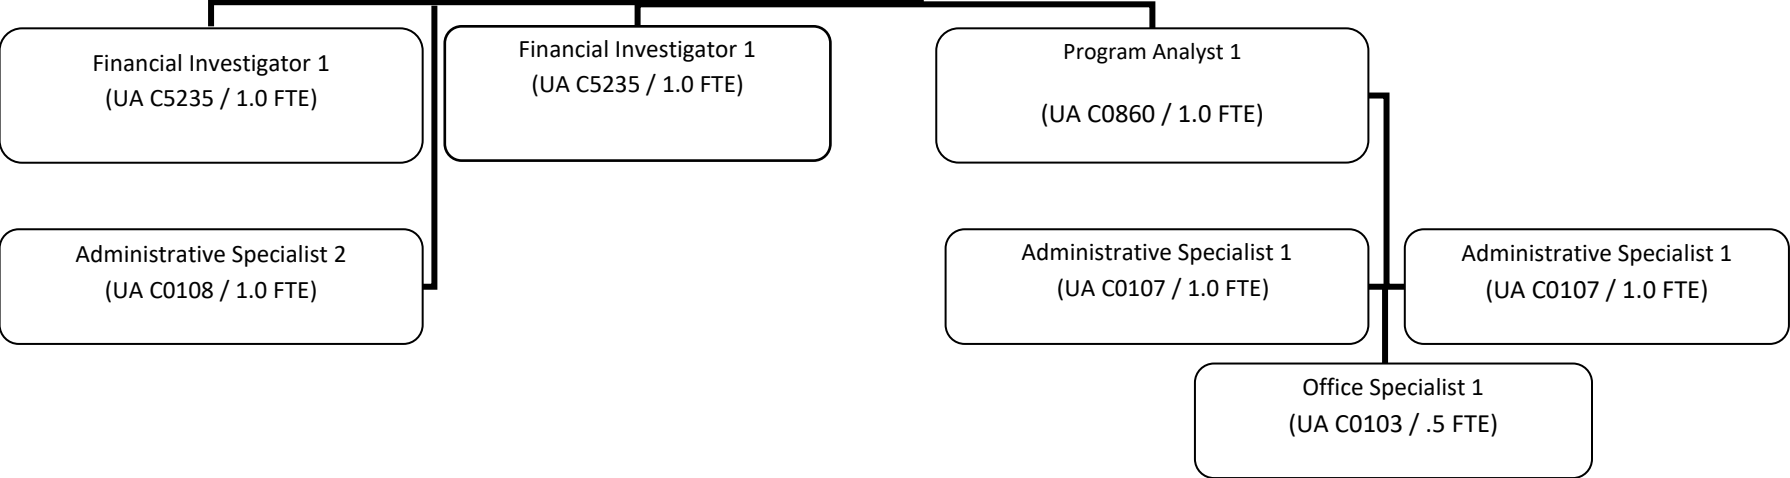 Financial Investigator 1
(UA C5235 / 1.0 FTE)
Financial Investigator 1
(UA C5235 / 1.0 FTE)
Program Analyst 1
(UA C0860 / 1.0 FTE)
Administrative Specialist 2
(UA C0108 / 1.0 FTE)
Administrative Specialist 1
(UA C0107 / 1.0 FTE)
Administrative Specialist 1
(UA C0107 / 1.0 FTE)
Office Specialist 1
(UA C0103 / .5 FTE)